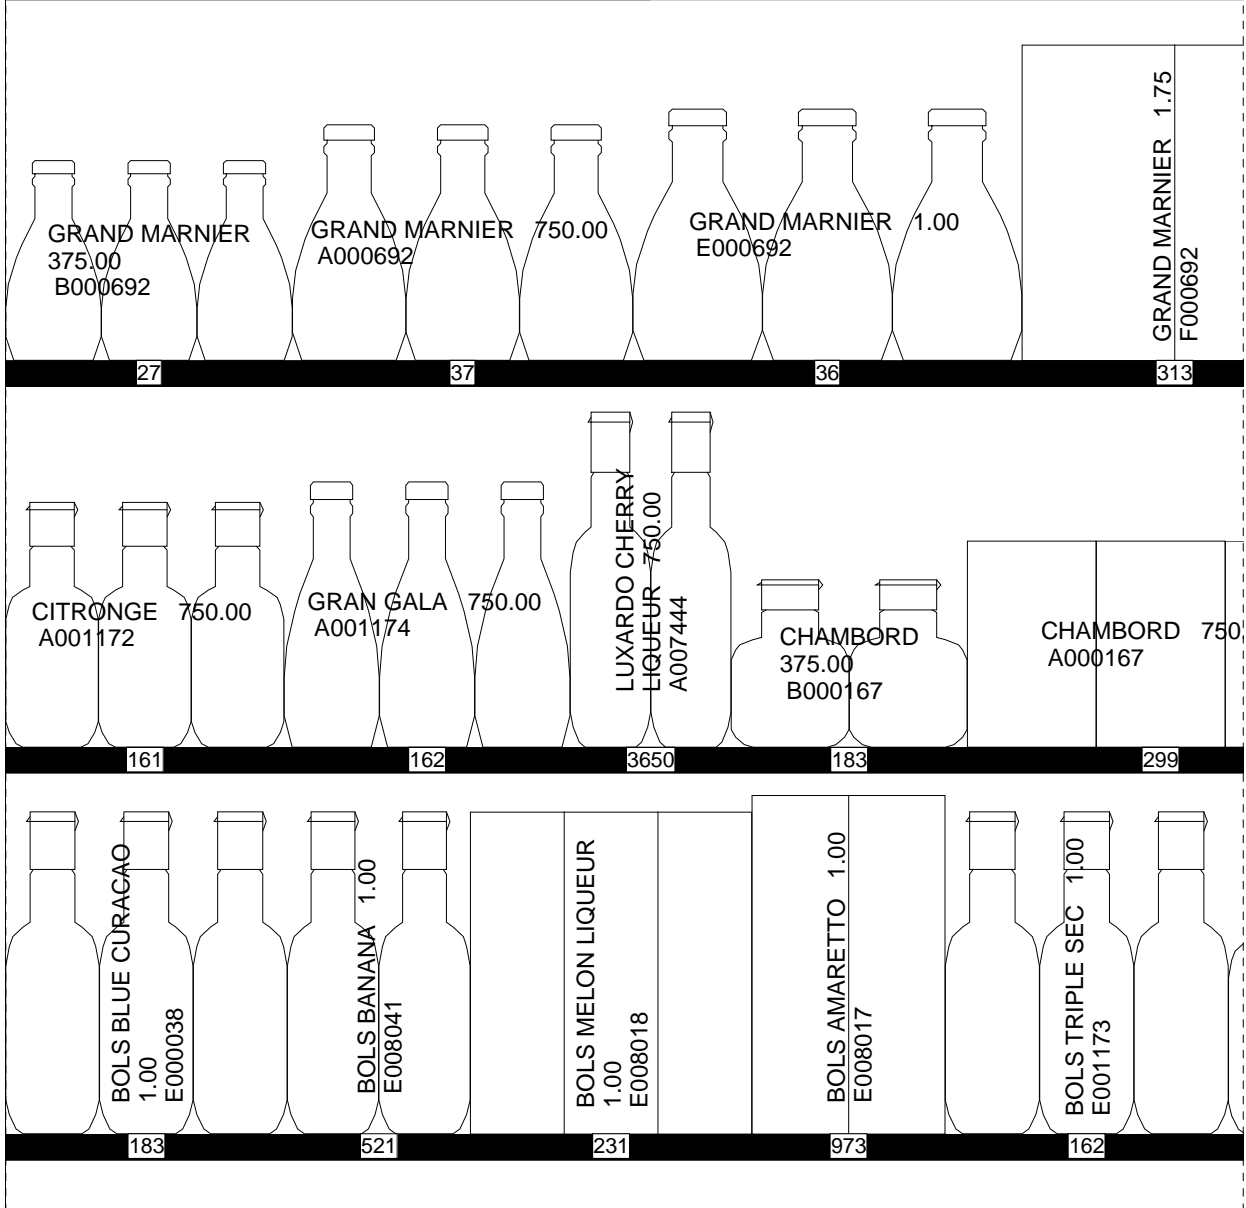 GRAND MARNIER
375.00
B000692
GRAND MARNIER 750.00
A000692
GRAND MARNIER 1.00
E000692
GRAND MARNIER 1.75
F000692
27
37
36
313
CITRONGE 750.00
A001172
GRAN GALA 750.00
A001174
LUXARDO CHERRY
LIQUEUR 750.00
A007444
CHAMBORD
375.00
B000167
CHAMBORD 750.
A000167
161
162
3650
183
299
BOLS BLUE CURACAO
1.00
E000038
BOLS BANANA 1.00
E008041
BOLS MELON LIQUEUR
1.00
E008018
BOLS AMARETTO 1.00
E008017
BOLS TRIPLE SEC 1.00
E001173
183
521
231
973
162